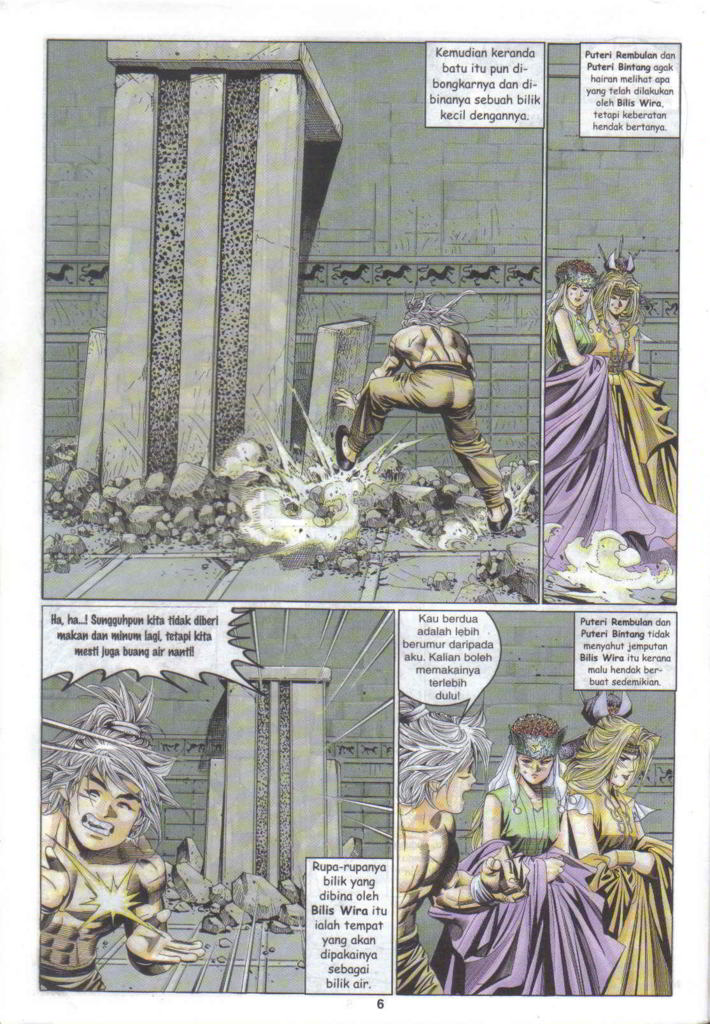 Kemudian keranda
batu itu pun di-
bongkarnya dan di-
binanya sebuah bilik
kecil dengannya.
Puteri Rembulan dan
Puteri Bintang agak
hairan melihat apa
yang telah dilakukan
oleh Bilis Wira,
tetapi keberatan
hendak bertanya.
Ha, ha...! Sungguhpun kita tidak diberi
makan dan minum lagi, tetapi kita
mesti juga buang air nanti!
Rupa-rupanya
bilik yang
dibina oleh
Bilis Wira itu
ialah tempat
yang akan
dipakainya
sebagai
bilik air.
Kau berdua
adalah lebih
berumur daripada
aku. Kalian boleh
memakainya
terlebih
dulu!
Puteri Rembulan dan
Puteri Bintang tidak
menyahut jemputan
Bilis Wira itu kerana
malu hendak ber-
buat sedemikian.
6